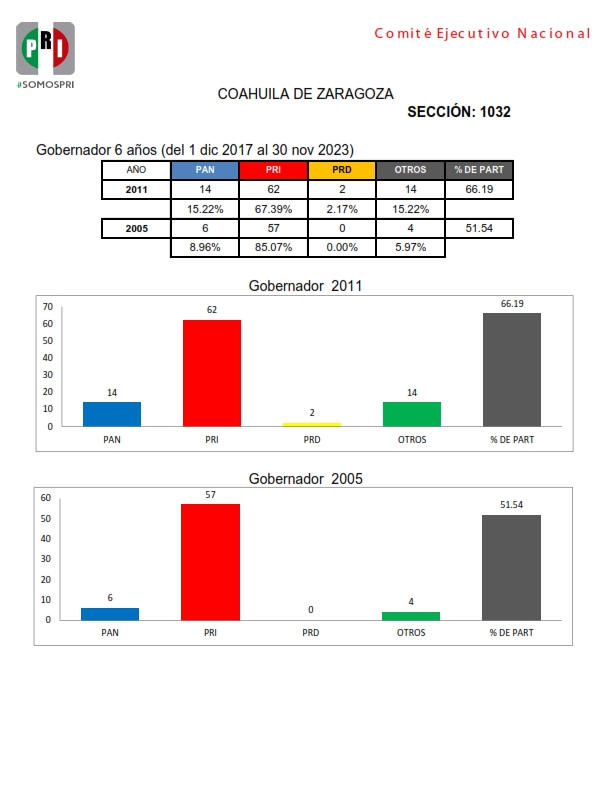 PRI
#SOMOSPRI
Comité Ejecutivo Nacional
COAHUILA DE ZARAGOZA
SECCIÓN: 1032
Gobernador 6 años (del 1 dic 2017 al 30 nov 2023)
AÑO PAN PRI PRD OTROS % DE PART
2011 14 62 2 14 66.19
15.22% 67.39% 2.17% 15.22%
2005 6 57 0 4 51.54
8.96% 85.07% 0.00% 5.97%
Gobernador 2011
70
60
50
40
30
20
10
0
14
62
2
14
66.19
PAN PRI PRD OTROS % DE PART
Gobernador 2005
60
50
40
30
20
10
0
6
57
0
4
51.54
PAN PRI PRD OTROS % DE PART